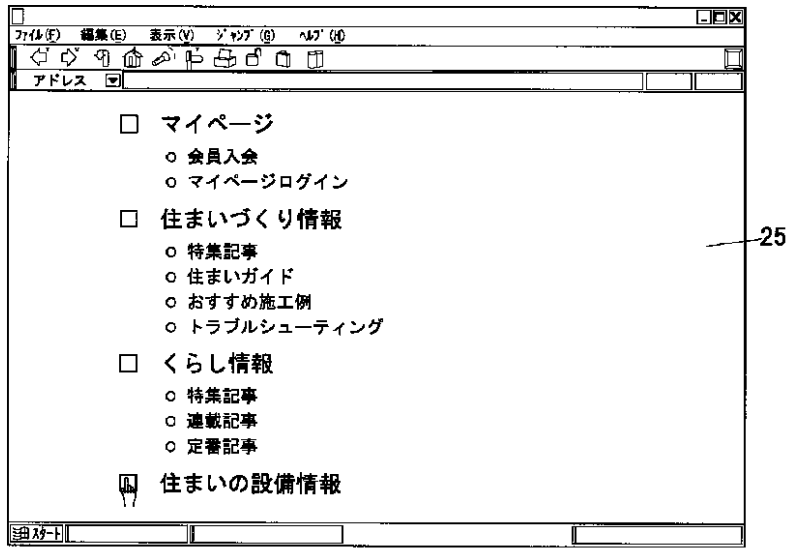 ファイル(F) 編集(E) 表示(V) ジャンプ(G) ヘルプ(H)
アドレス
□ マイページ
○ 会員入会
○ マイページログイン
□ 住まいづくり情報
○ 特集記事
○ 住まいガイド
○ おすすめ施工例
○ トラブルシューティング
□ くらし情報
○ 特集記事
○ 連載記事
○ 定番記事
住まいの設備情報
スタート
25